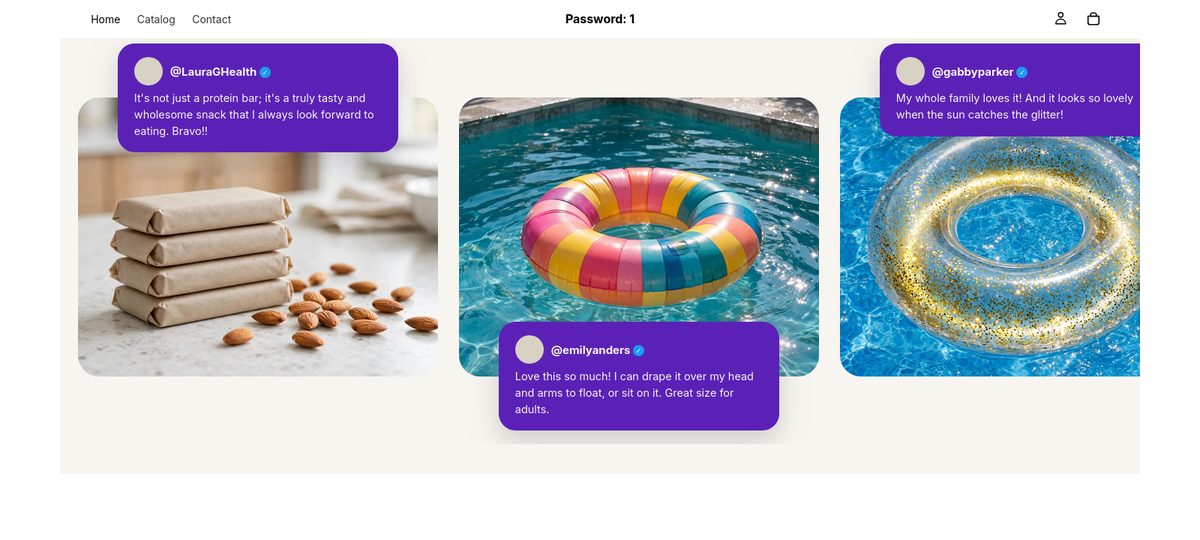 Home Catalog Contact
Password: 1
@LauraGHealth
It's not just a protein bar; it's a truly tasty and
wholesome snack that I always look forward to
eating. Bravo!!
@emilyanders
Love this so much! I can drape it over my head
and arms to float, or sit on it. Great size for
adults.
@gabbyparker
My whole family loves it! And it looks so lovely
when the sun catches the glitter!